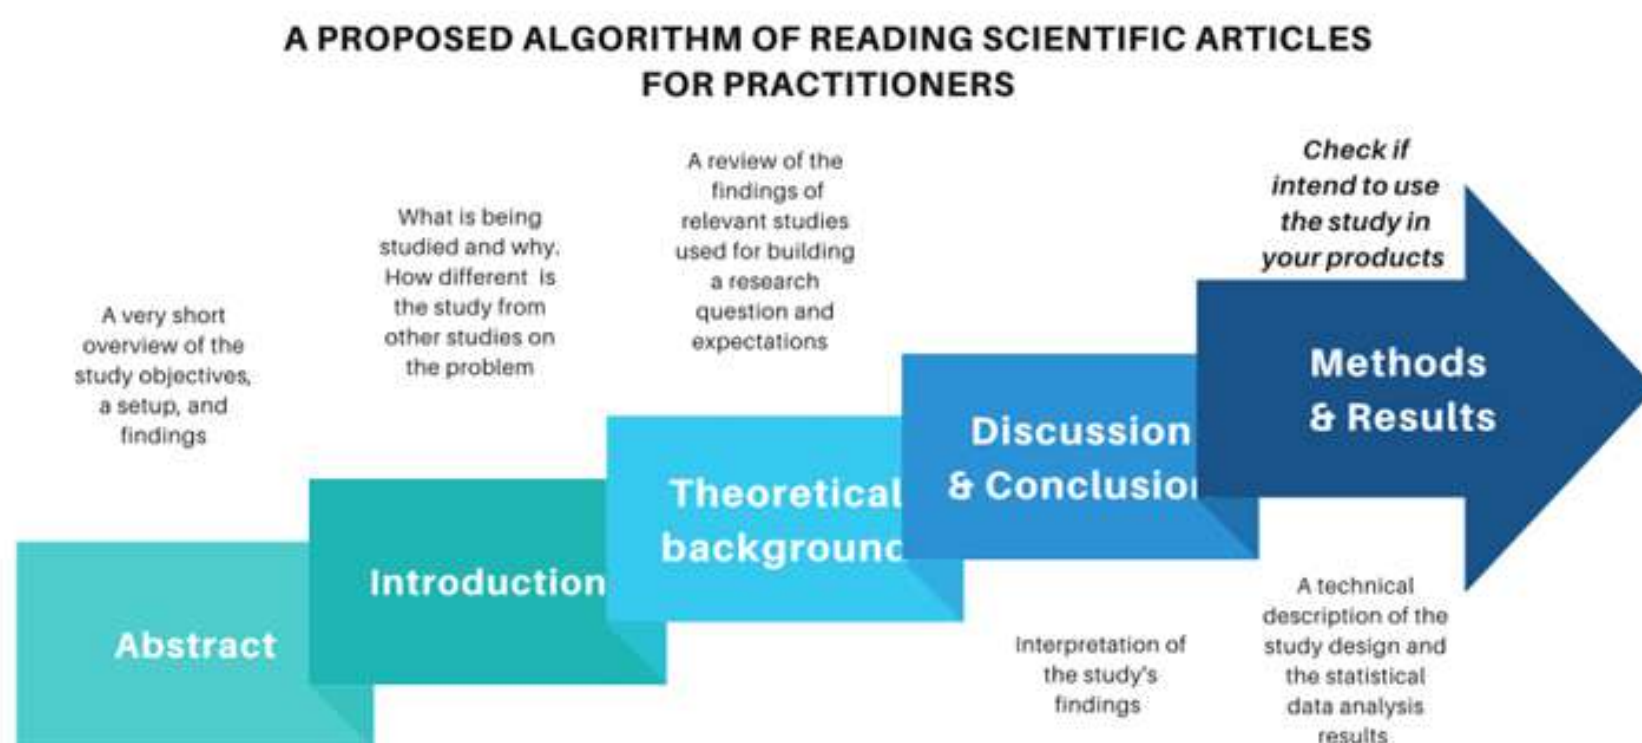 A PROPOSED ALGORITHM OF READING SCIENTIFIC ARTICLES
FOR PRACTITIONERS
A very short
overview of the
study objectives,
a setup, and
findings
Abstract
What is being
studied and why.
How different is
the study from
other studies on
the problem
Introduction
A review of the
findings of
relevant studies
used for building
a research
question and
expectations
Theoretical
background
Discussion
& Conclusion
Interpretation of
the study's
findings
Check if
intend to use
the study in
your products
Methods
& Results
A technical
description of the
study design and
the statistical
data analysis
results